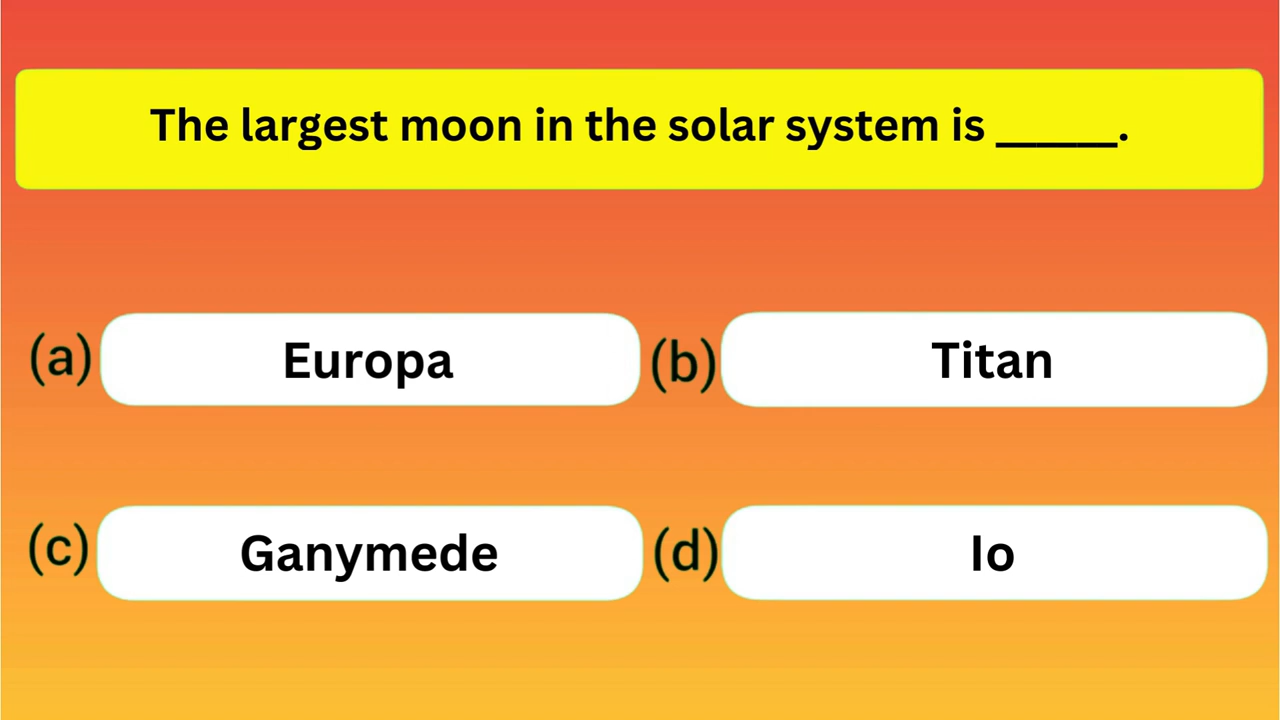 The largest moon in the solar system is ______.
(a) Europa
(b) Titan
(c) Ganymede
(d) Io